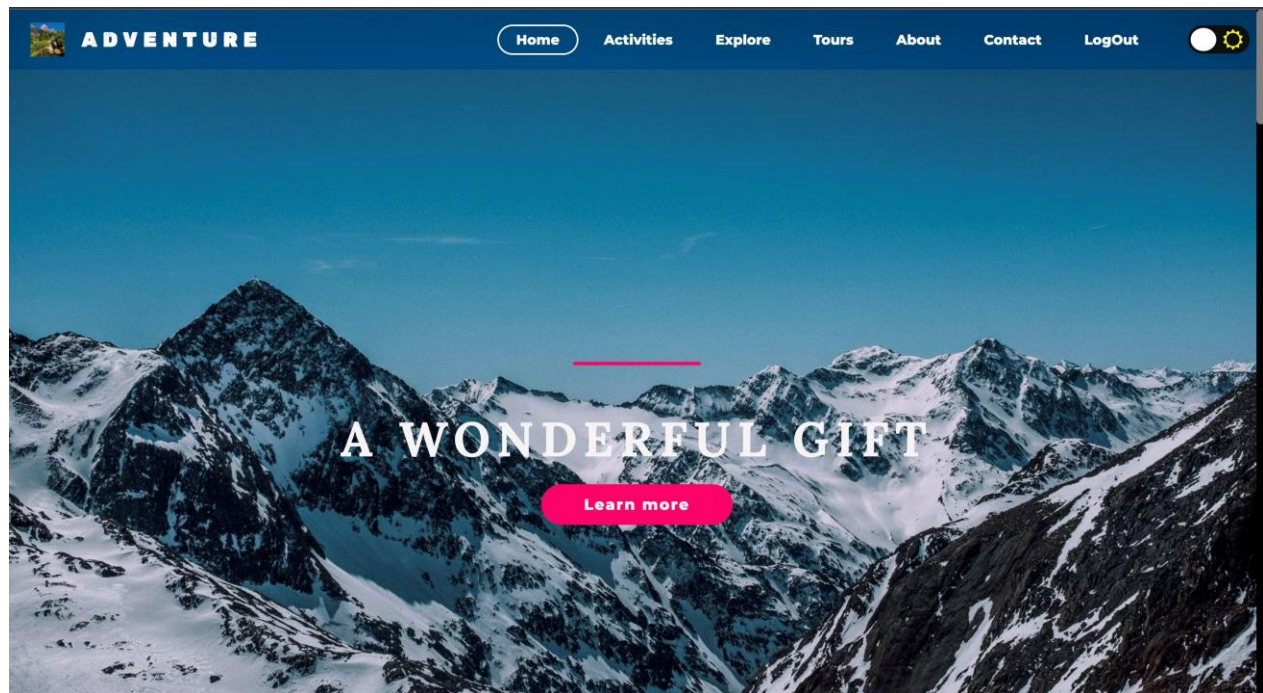 ADVENTURE Home Activities Explore Tours About Contact LogOut
A WONDERFUL GIFT
Learn more